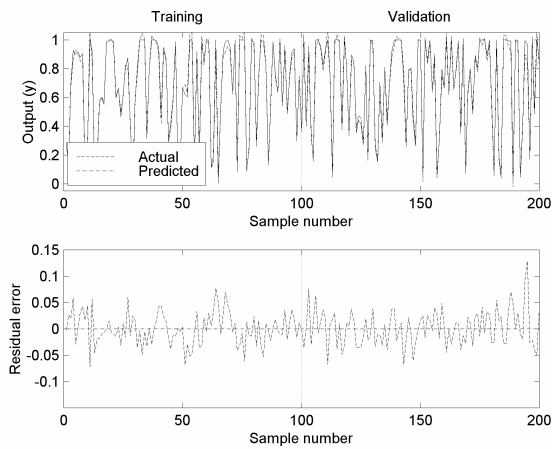 Training Validation
1
0.8
0.6
0.4
0.2
0
Output (y)
Actual
Predicted
0 50 100 150 200
Sample number
0.15
0.1
0.05
0
-0.05
-0.1
Residual error
0 50 100 150 200
Sample number